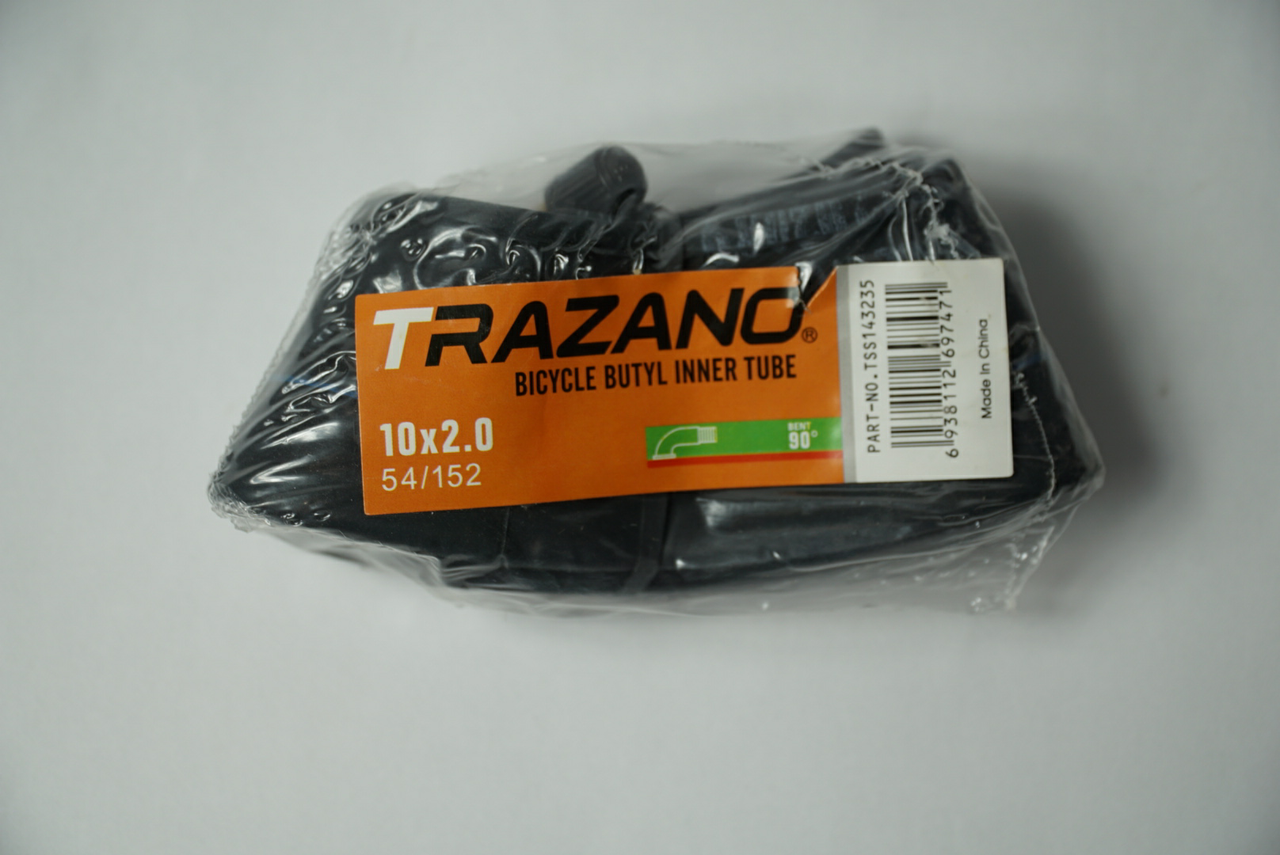 TRAZANO®
BICYCLE BUTYL INNER TUBE
10x2.0
54/152
BENT
90°
PART-NO.TSS143235
6938112697471
Made In China